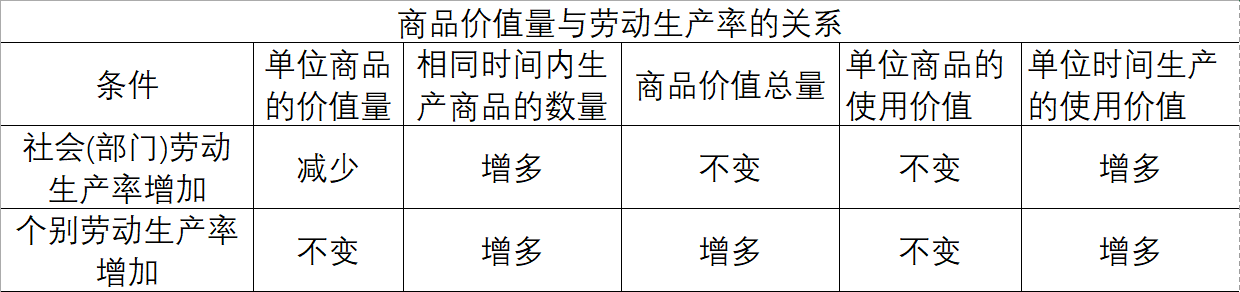 商品价值量与劳动生产率的关系
条件
单位商品
的价值量
相同时间内生
产商品的数量
商品价值总量
单位商品的
使用价值
单位时间生产
的使用价值
社会(部门)劳动
生产率增加
减少
增多
不变
不变
增多
个别劳动生产率
增加
不变
增多
增多
不变
增多